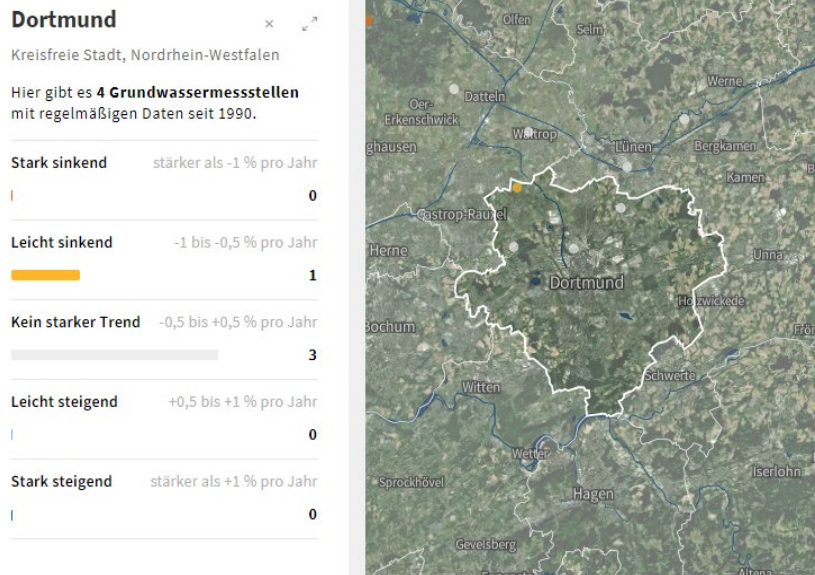 Dortmund
×
Kreisfreie Stadt, Nordrhein-Westfalen
Hier gibt es 4 Grundwassermessstellen
mit regelmäßigen Daten seit 1990.
Stark sinkend stärker als -1 % pro Jahr
0
Leicht sinkend -1 bis -0,5 % pro Jahr
1
Kein starker Trend -0,5 bis +0,5 % pro Jahr
3
Leicht steigend +0,5 bis +1 % pro Jahr
0
Stark steigend stärker als +1 % pro Jahr
0
Olfen
Selm
Werne
Datteln
Oer-
Erkenschwick
Waltrop
ghausen
Lünen
Bergkamen
Kamen
Castrop-Rauxel
Herne
Unna
Dortmund
Holzwickede
Bochum
Frön
Schwerte
Witten
Wetter
Iserlohn
Sprockhövel
Hagen
Gevelsberg
Altena